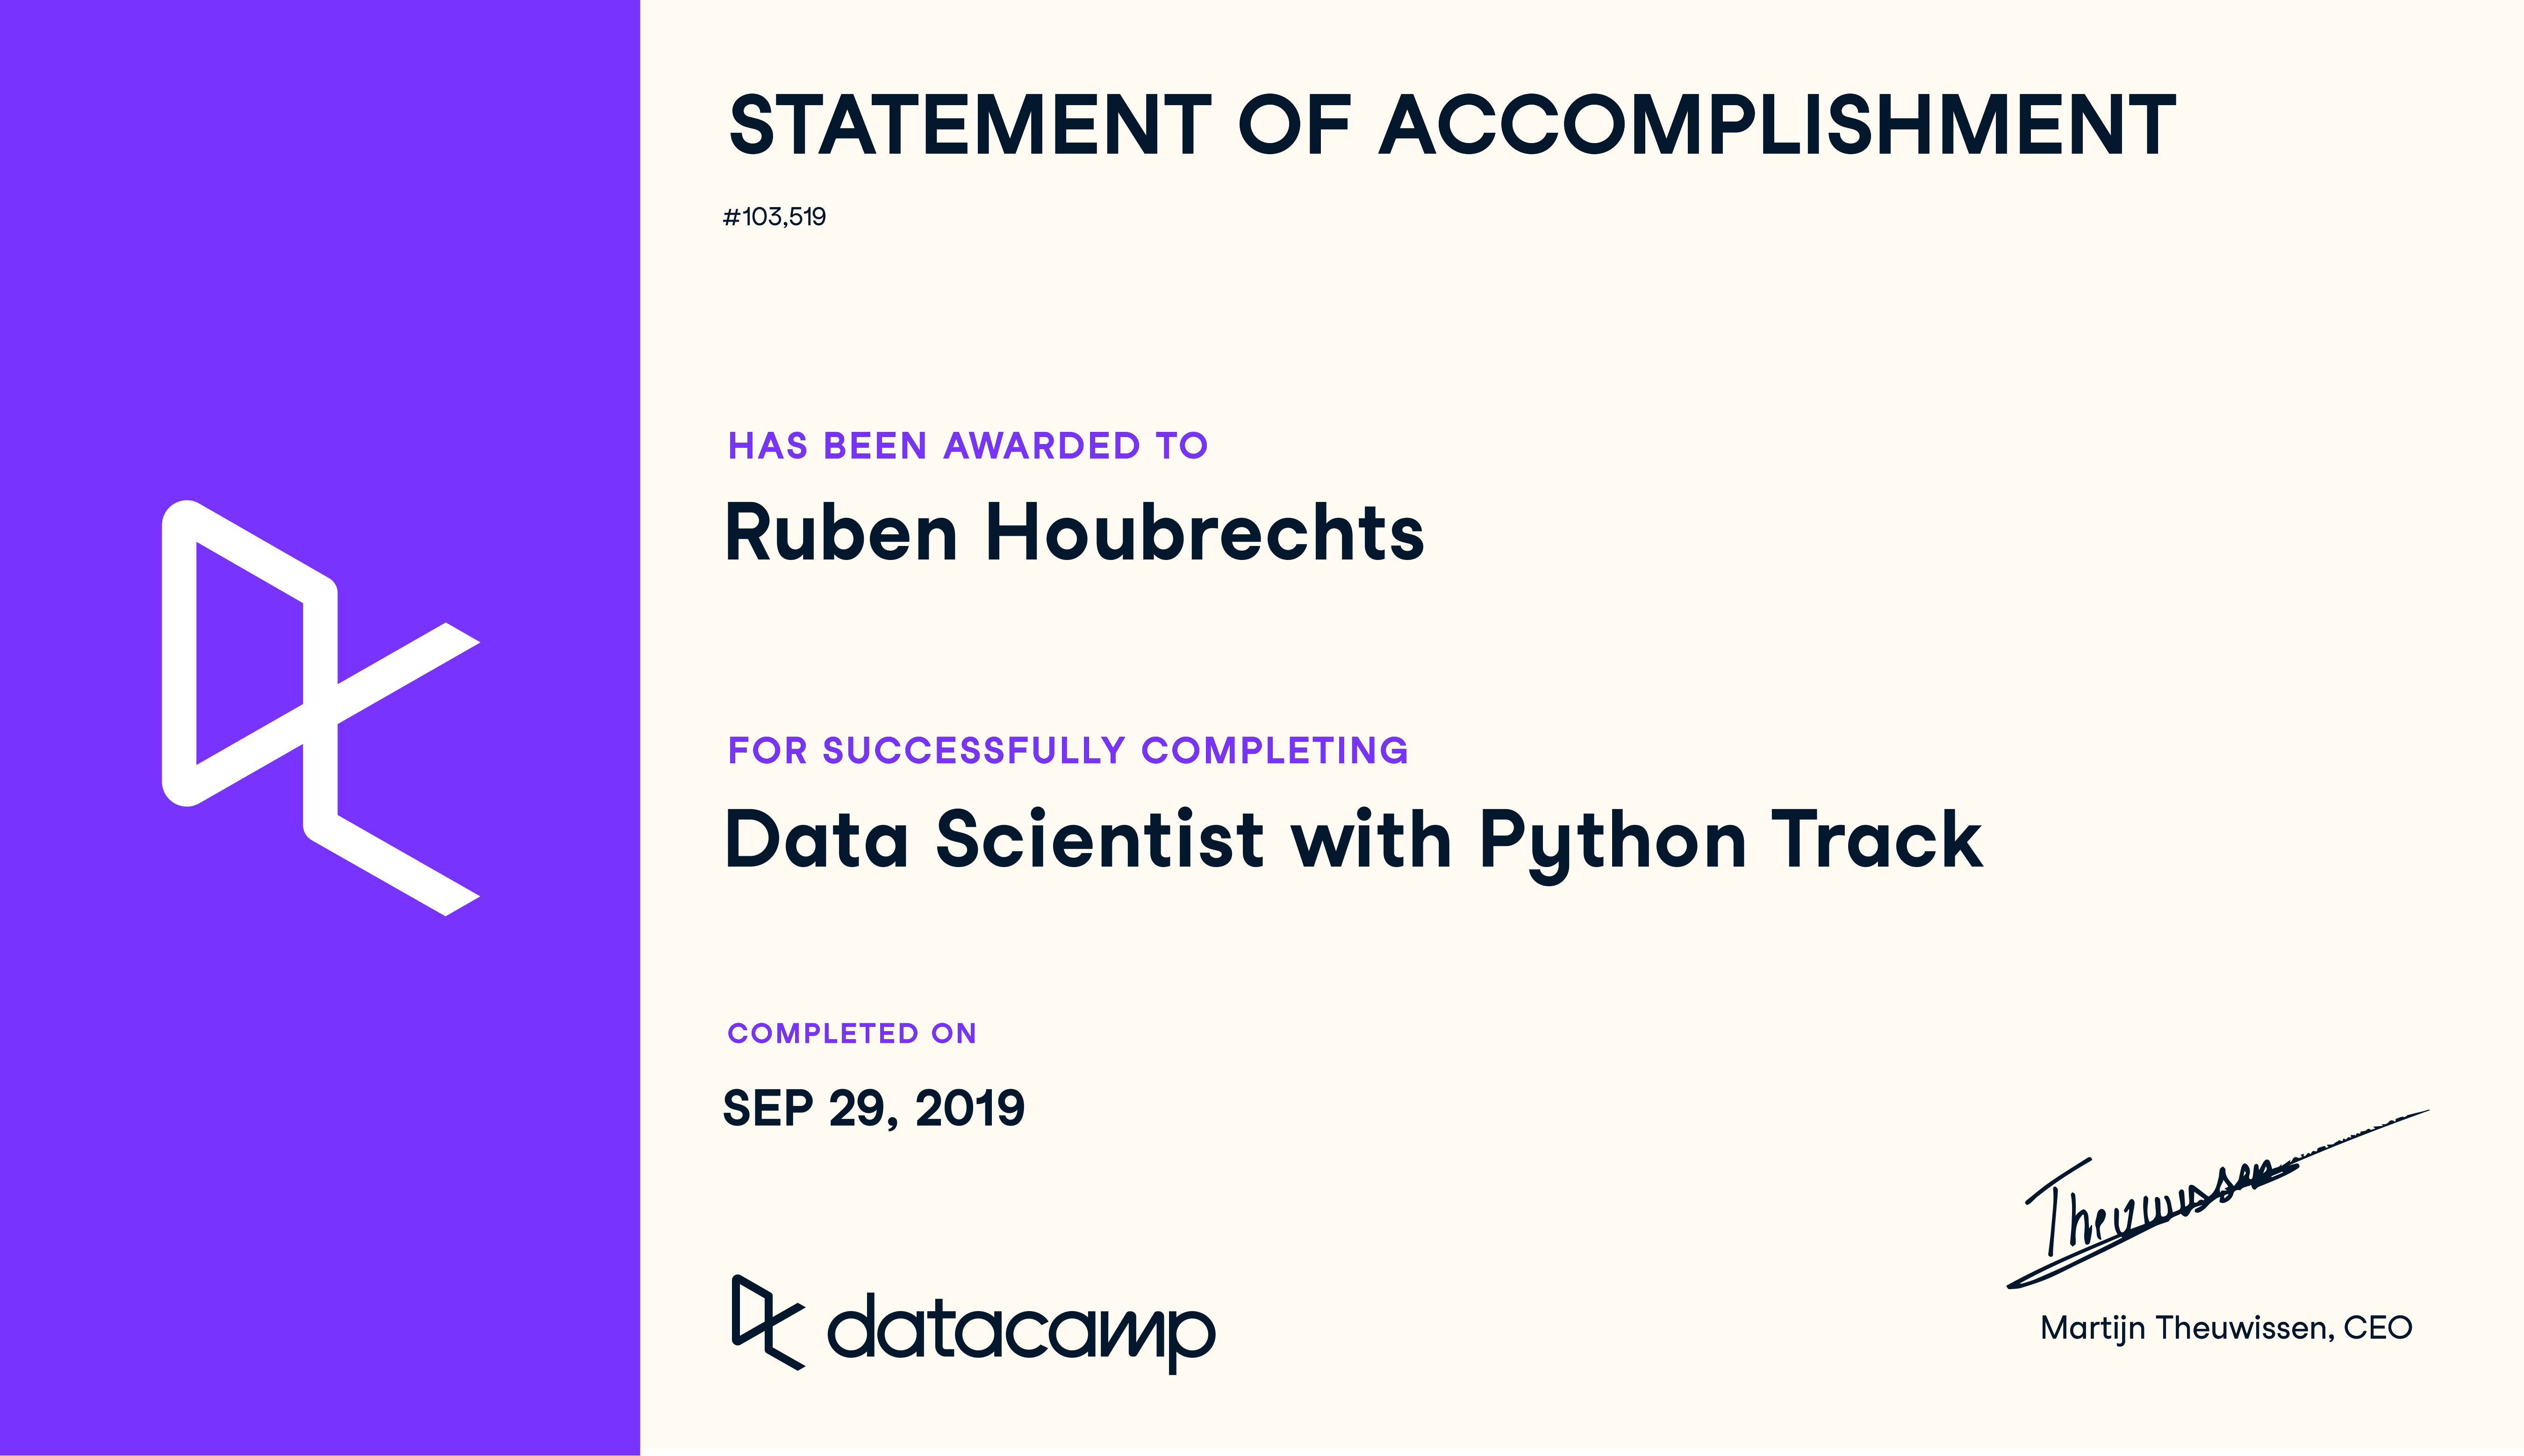 STATEMENT OF ACCOMPLISHMENT
#103,519
HAS BEEN AWARDED TO
Ruben Houbrechts
FOR SUCCESSFULLY COMPLETING
Data Scientist with Python Track
COMPLETED ON
SEP 29, 2019
Theuwissen
datacamp
Martijn Theuwissen, CEO